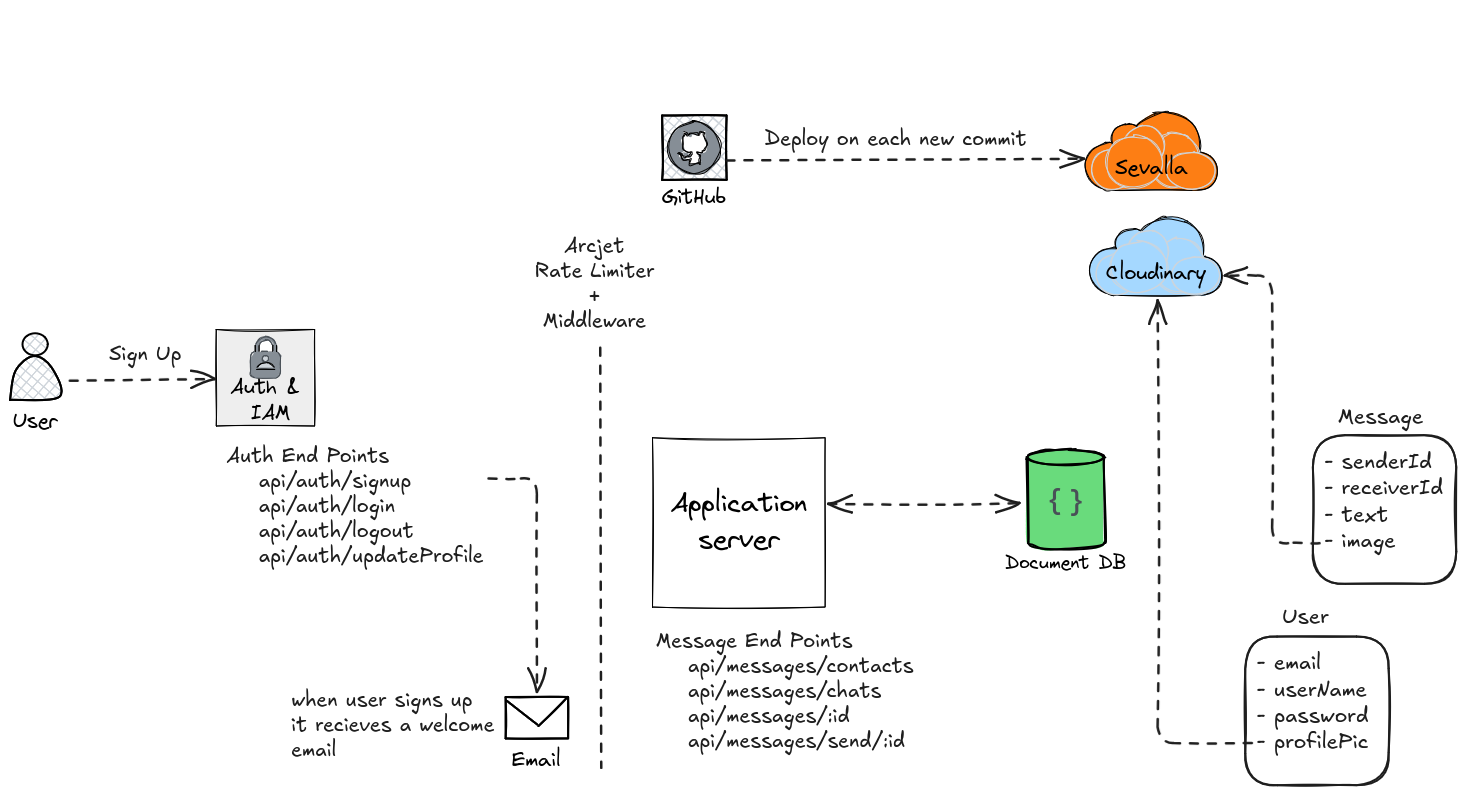 Deploy on each new commit
Sevalla
GitHub
Arcjet
Rate Limiter
+
Middleware
Cloudinary
Sign Up
User
Auth &
IAM
Auth End Points
api/auth/signup
api/auth/login
api/auth/logout
api/auth/updateProfile
when user signs up
it recieves a welcome
email
Email
Application
server
{ }
Document DB
Message End Points
api/messages/contacts
api/messages/chats
api/messages/:id
api/messages/send/:id
Message
- senderId
- receiverId
- text
- image
User
- email
- userName
- password
- profilePic